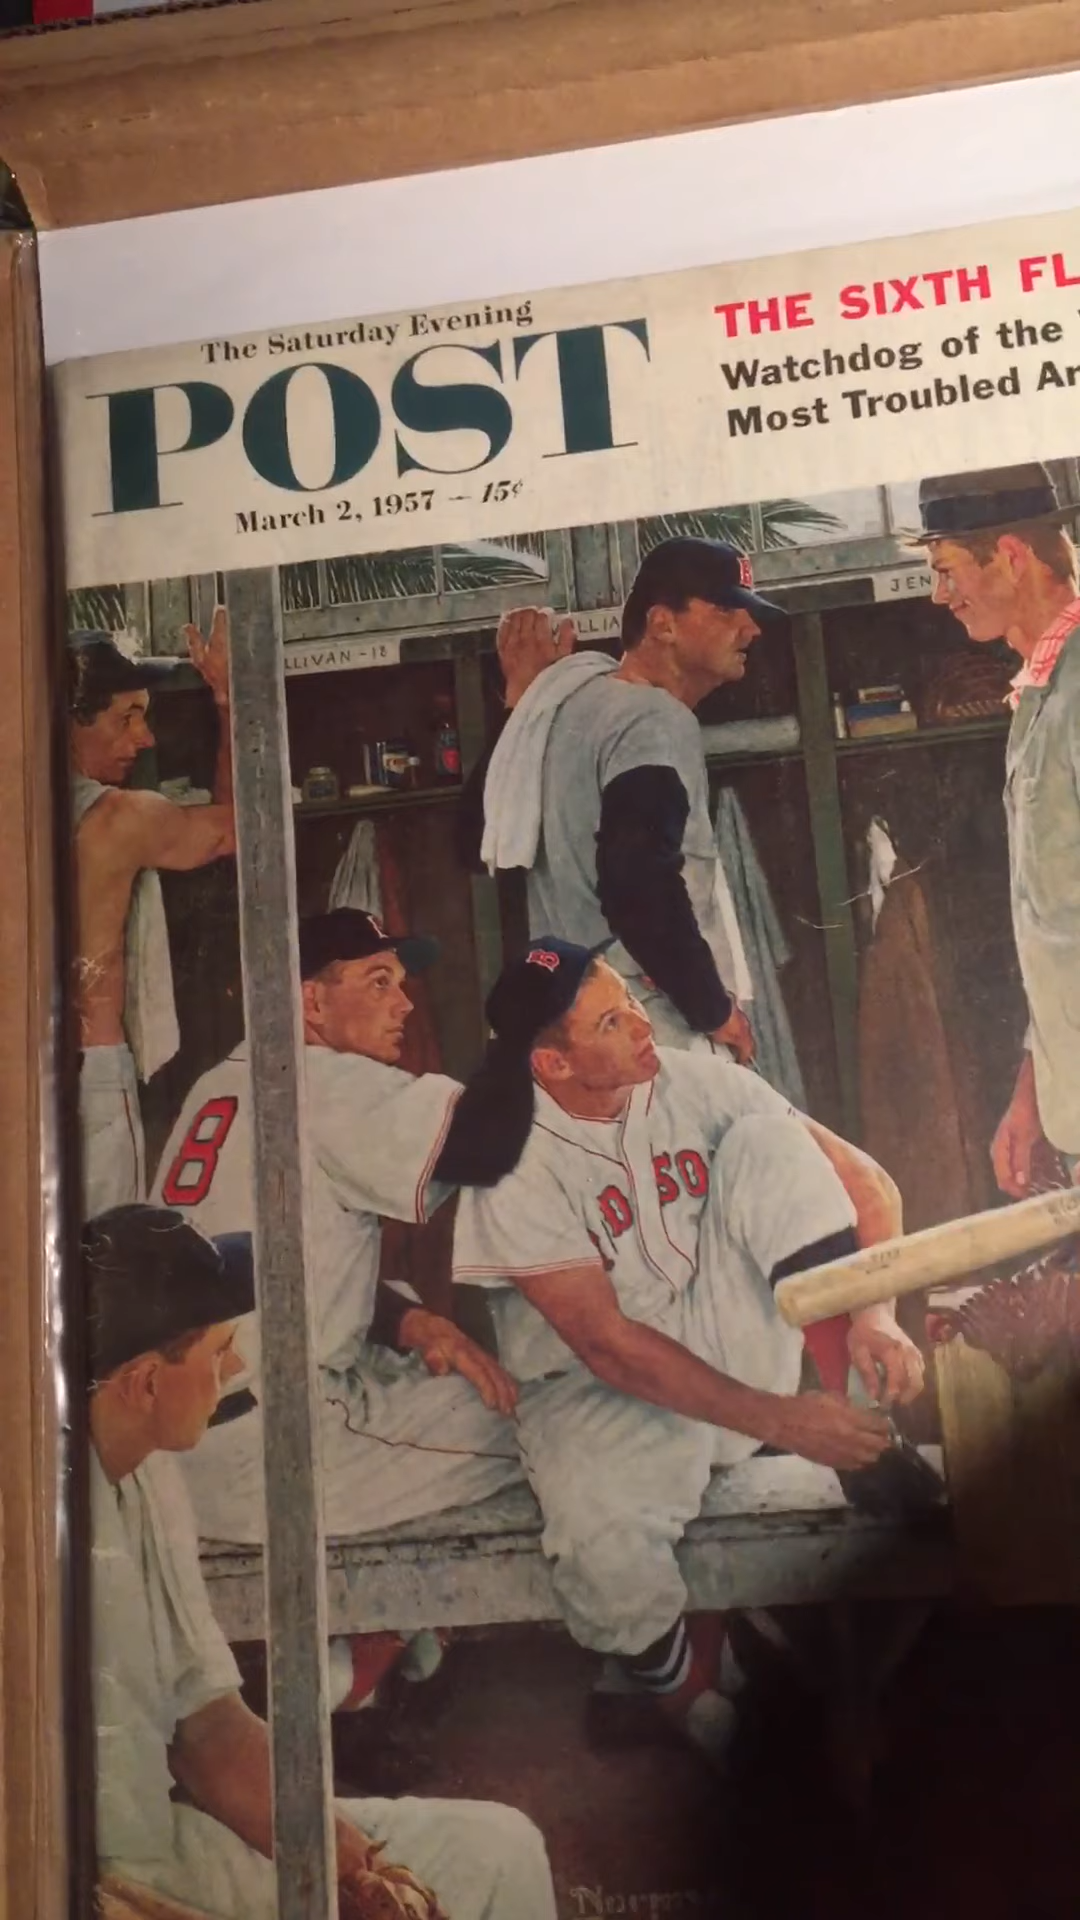 The Saturday Evening
POST
March 2, 1957 – 15¢
THE SIXTH FL
Watchdog of the
Most Troubled Ar
LLIVAN - 18
LLIA
JEN
B
B
8
D SO